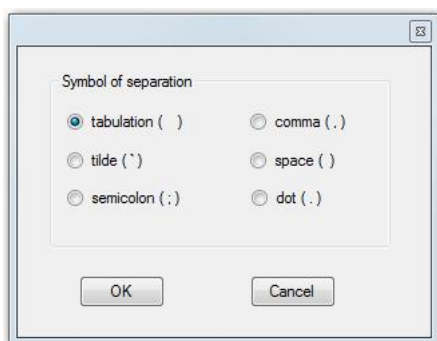 Symbol of separation
tabulation (   )
comma ( , )
tilde ( ` )
space ( )
semicolon ( ; )
dot ( . )
OK
Cancel